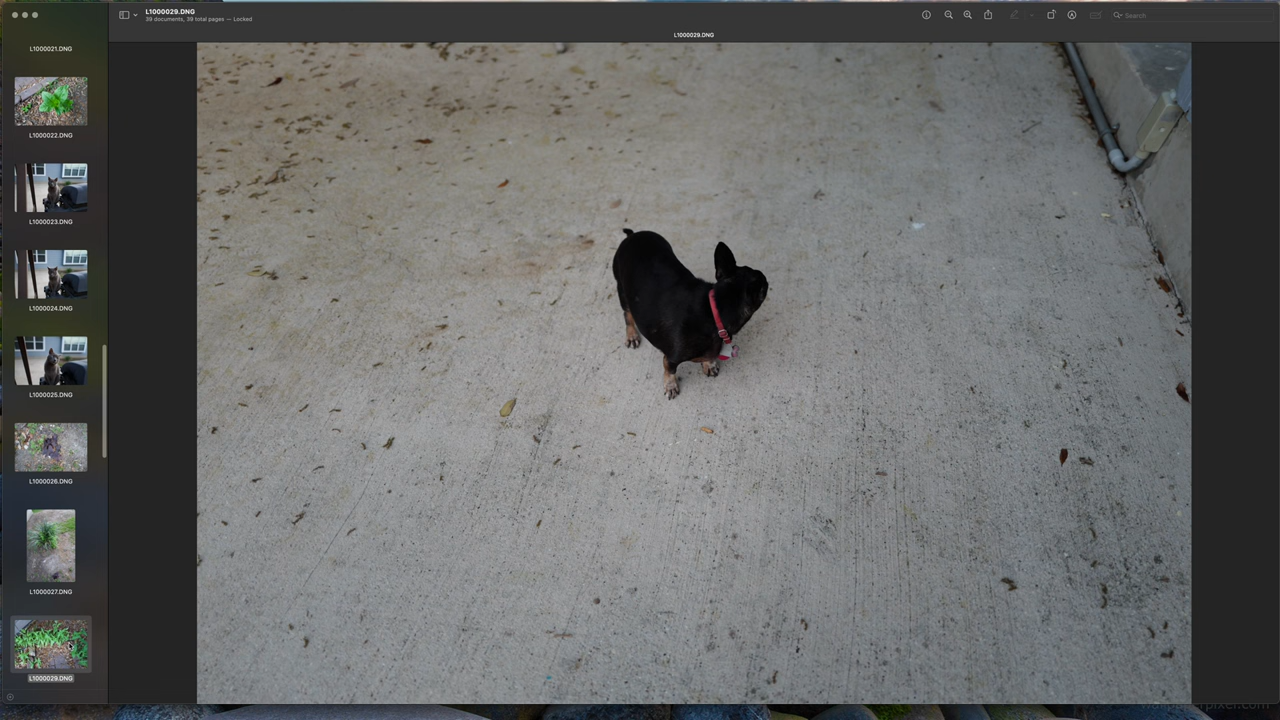 L1000029.DNG
39 documents, 39 total pages — Locked
Search
L1000029.DNG
L1000021.DNG
L1000022.DNG
L1000023.DNG
L1000024.DNG
L1000025.DNG
L1000026.DNG
L1000027.DNG
L1000029.DNG